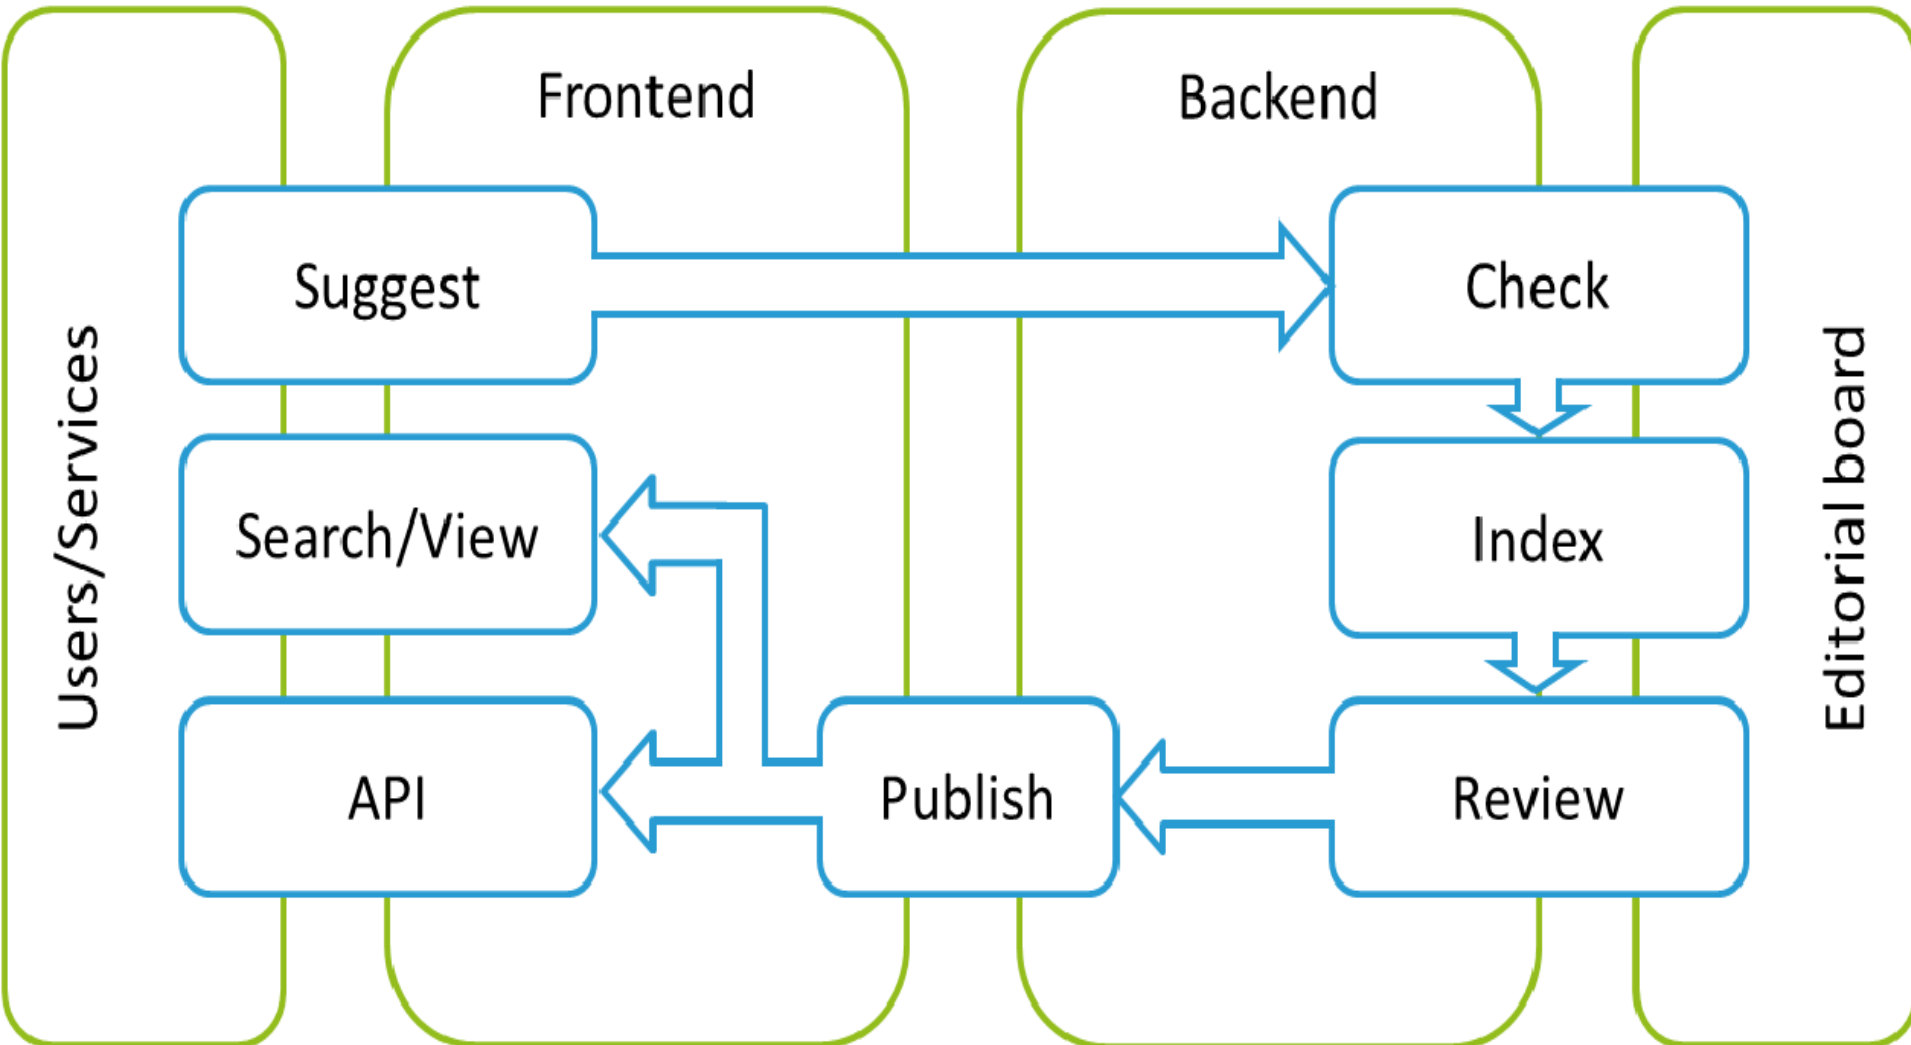 Frontend
Backend
Users/Services
Suggest
Check
Search/View
Index
API
Publish
Review
Editorial board